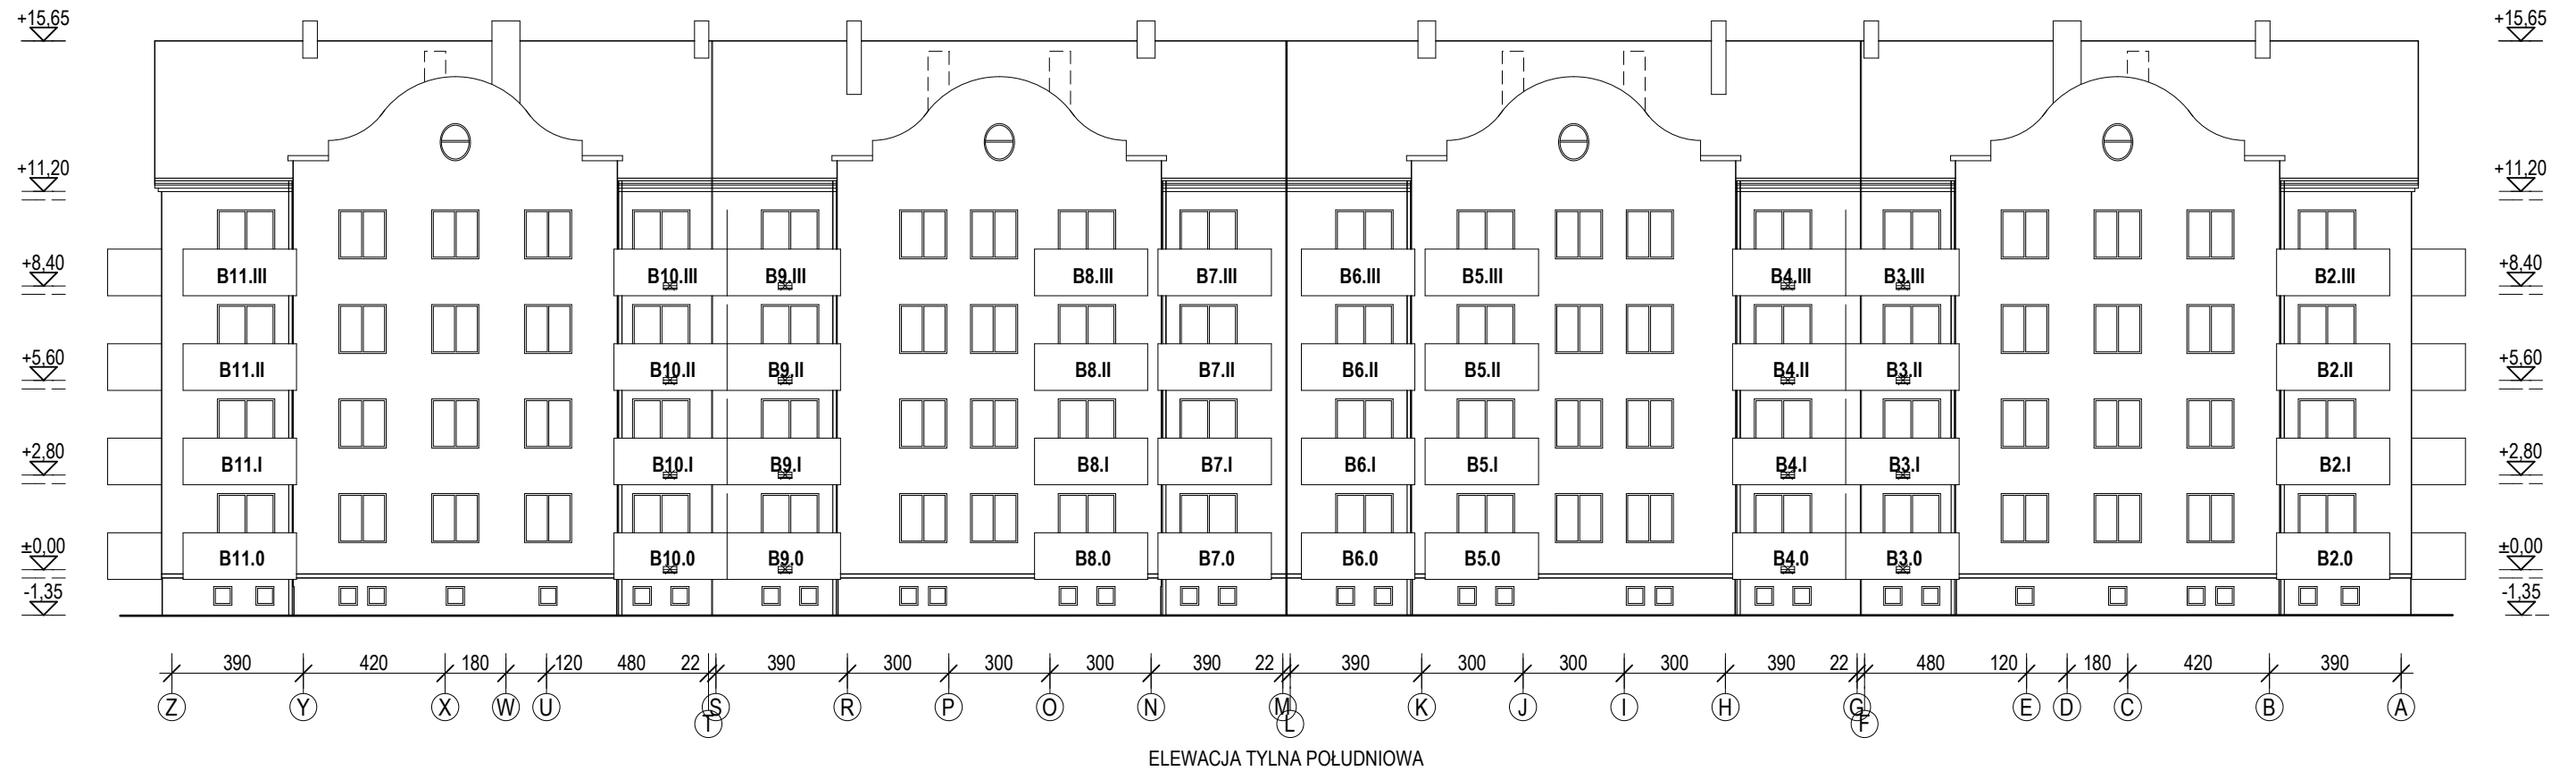 +15,65 +15,65
+11,20 +11,20
+8,40 B11.III B10.III B9.III B8.III B7.III B6.III B5.III B4.III B3.III B2.III +8,40
+5,60 B11.II B10.II B9.II B8.II B7.II B6.II B5.II B4.II B3.II B2.II +5,60
+2,80 B11.I B10.I B9.I B8.I B7.I B6.I B5.I B4.I B3.I B2.I +2,80
±0,00 B11.0 B10.0 B9.0 B8.0 B7.0 B6.0 B5.0 B4.0 B3.0 B2.0 ±0,00
-1,35 -1,35
390 420 180 120 480 22 390 300 300 300 390 22 390 300 300 300 390 22 480 120 180 420 390
Z Y X W U S R P O N M K J I H G E D C B A
T L F
ELEWACJA TYLNA POŁUDNIOWA